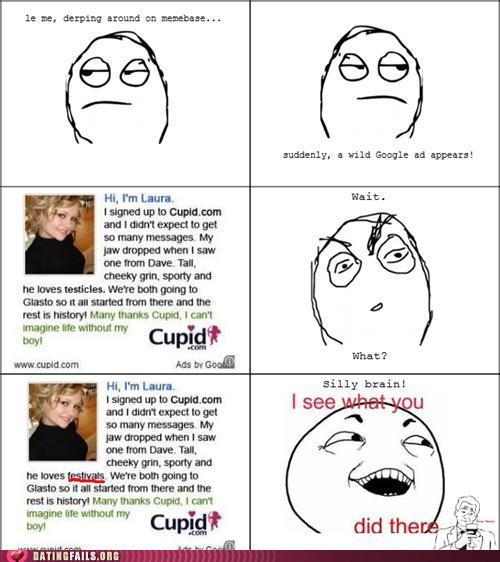 le me, derping around on memebase...
suddenly, a wild Google ad appears!
Hi, I'm Laura.
I signed up to Cupid.com
and I didn't expect to get
so many messages. My
jaw dropped when I saw
one from Dave. Tall,
cheeky grin, sporty and
he loves testicles. We're both going to
Glasto so it all started from there and the
rest is history! Many thanks Cupid, I can't
imagine life without my
boy!
Cupid
.com
www.cupid.com
Ads by Goo
Wait.
What?
Hi, I'm Laura.
I signed up to Cupid.com
and I didn't expect to get
so many messages. My
jaw dropped when I saw
one from Dave. Tall,
cheeky grin, sporty and
he loves festivals. We're both going to
Glasto so it all started from there and the
rest is history! Many thanks Cupid, I can't
imagine life without my
boy!
Cupid
.com
www.cupid.com
Ads by Goo
Silly brain!
I see what you
did there
DATINGFAILS.ORG